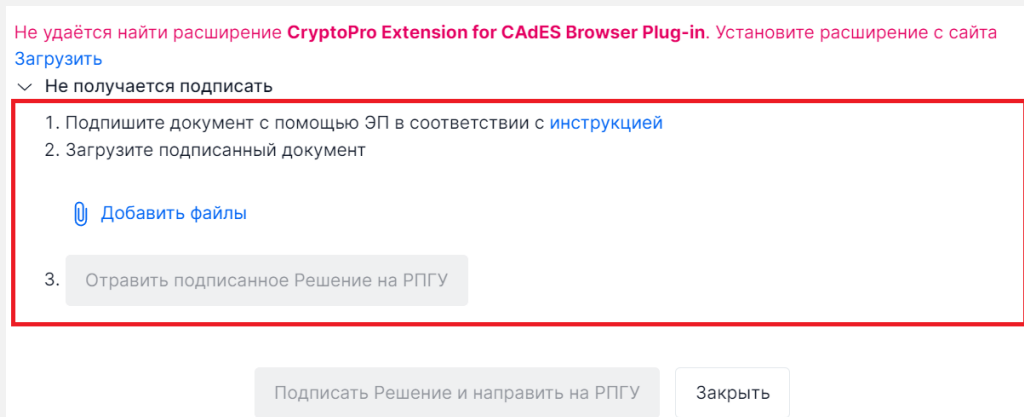 Не удаётся найти расширение CryptoPro Extension for CAdES Browser Plug-in. Установите расширение с сайта
Загрузить
Не получается подписать
1. Подпишите документ с помощью ЭП в соответствии с инструкцией
2. Загрузите подписанный документ
Добавить файлы
3. Отравить подписанное Решение на РПГУ
Подписать Решение и направить на РПГУ Закрыть